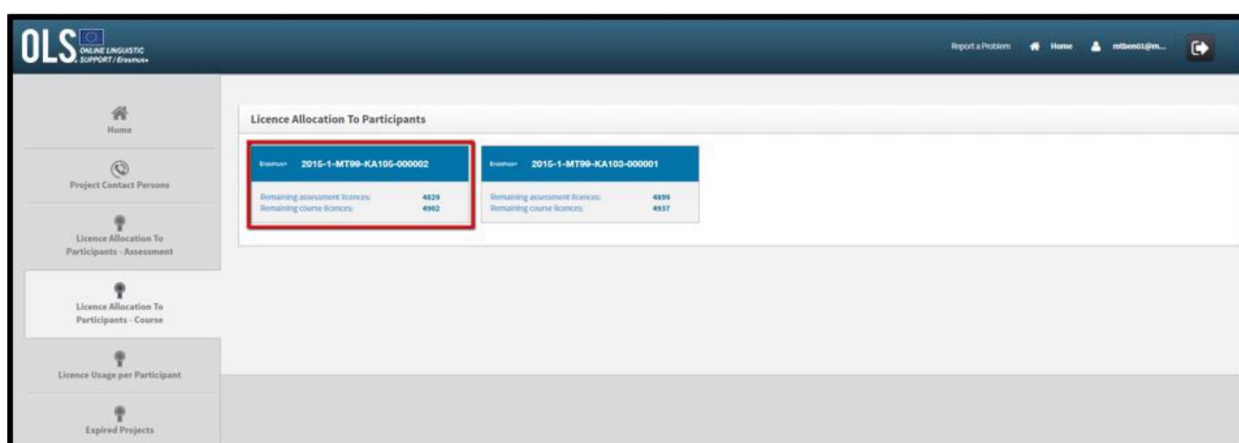 OLS ONLINE LINGUISTIC
SUPPORT / Erasmus+
Report a Problem Home mtben01@m...
Home
Project Contact Persons
Licence Allocation To
Participants - Assessment
Licence Allocation To
Participants - Course
Licence Usage per Participant
Expired Projects
Licence Allocation To Participants
Erasmus+ 2015-1-MT99-KA105-000002
Remaining assessment licences: 4829
Remaining course licences: 4902
Erasmus+ 2015-1-MT99-KA103-000001
Remaining assessment licences: 4899
Remaining course licences: 4937